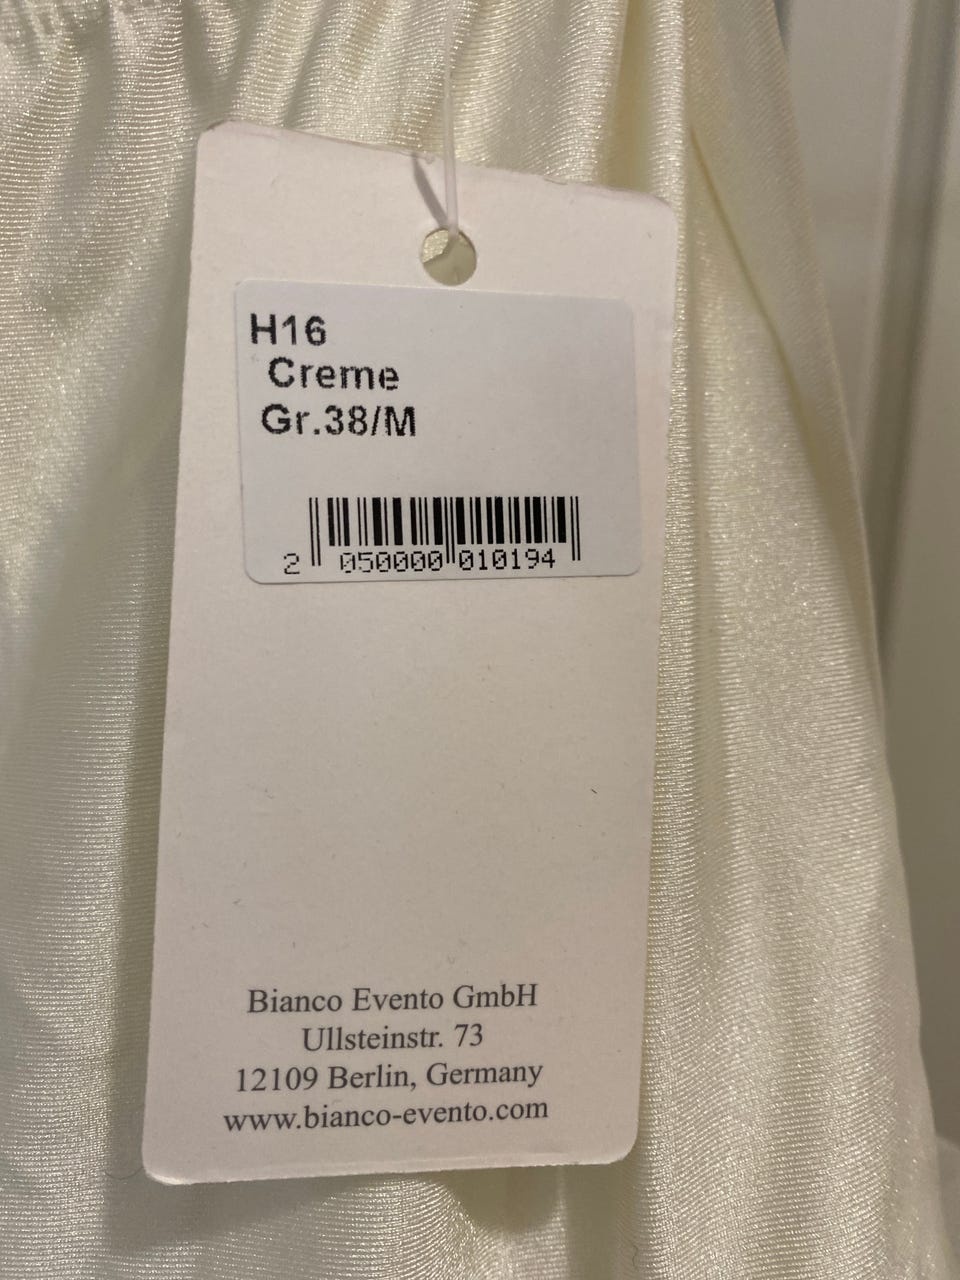 H16
Creme
Gr.38/M
2 050000 010194
Bianco Evento GmbH
Ullsteinstr. 73
12109 Berlin, Germany
www.bianco-evento.com